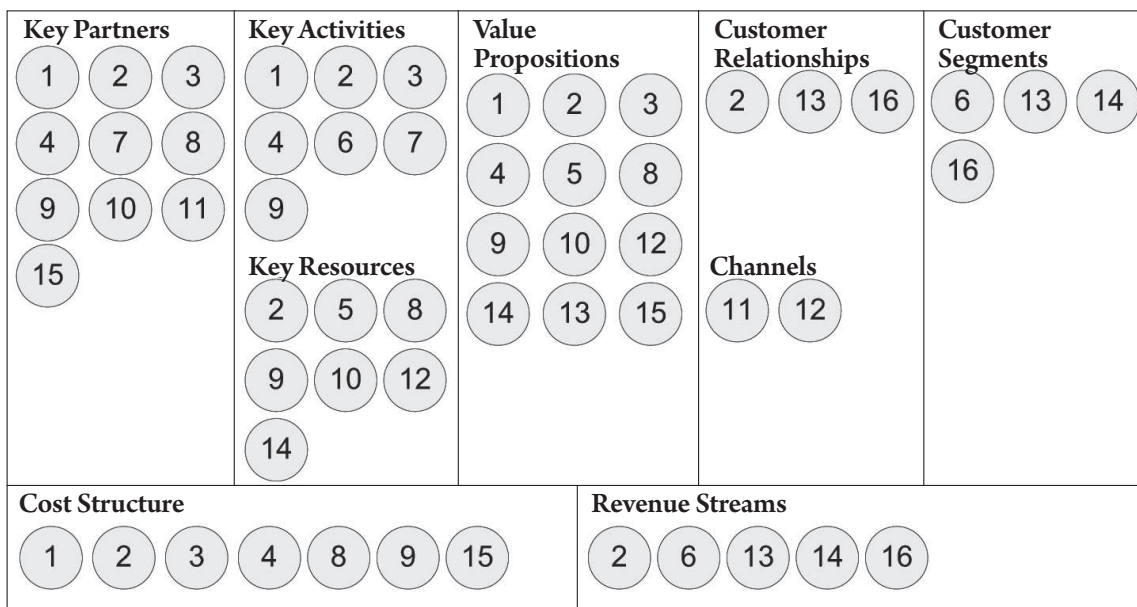 Key Partners
1 2 3
4 7 8
9 10 11
15
Key Activities
1 2 3
4 6 7
9
Key Resources
2 5 8
9 10 12
14
Value
Propositions
1 2 3
4 5 8
9 10 12
14 13 15
Customer
Relationships
2 13 16
Channels
11 12
Customer
Segments
6 13 14
16
Cost Structure
1 2 3 4 8 9 15
Revenue Streams
2 6 13 14 16